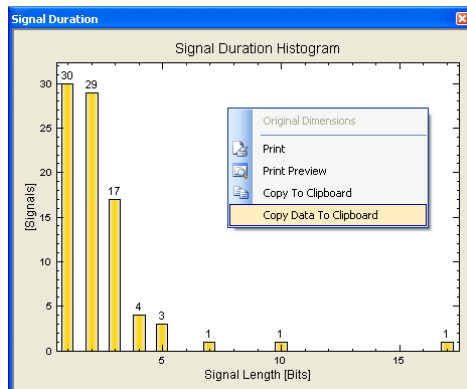 Signal Duration
Signal Duration Histogram
30
30
29
25
20
17
15
10
5
4
3
1
1
1
0
5
10
15
[Signals]
Signal Length [Bits]
Original Dimensions
Print
Print Preview
Copy To Clipboard
Copy Data To Clipboard